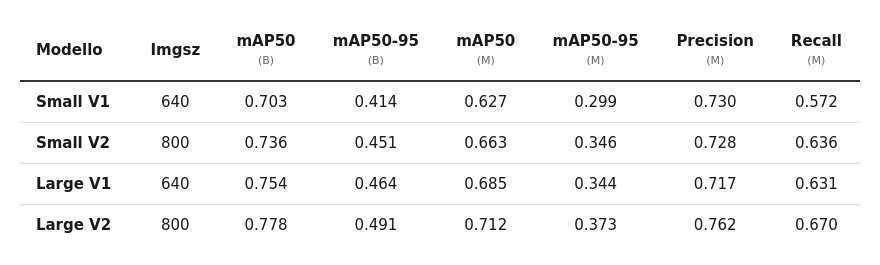 Modello Imgsz mAP50 mAP50-95 mAP50 mAP50-95 Precision Recall
(B) (B) (M) (M) (M) (M)
Small V1 640 0.703 0.414 0.627 0.299 0.730 0.572
Small V2 800 0.736 0.451 0.663 0.346 0.728 0.636
Large V1 640 0.754 0.464 0.685 0.344 0.717 0.631
Large V2 800 0.778 0.491 0.712 0.373 0.762 0.670